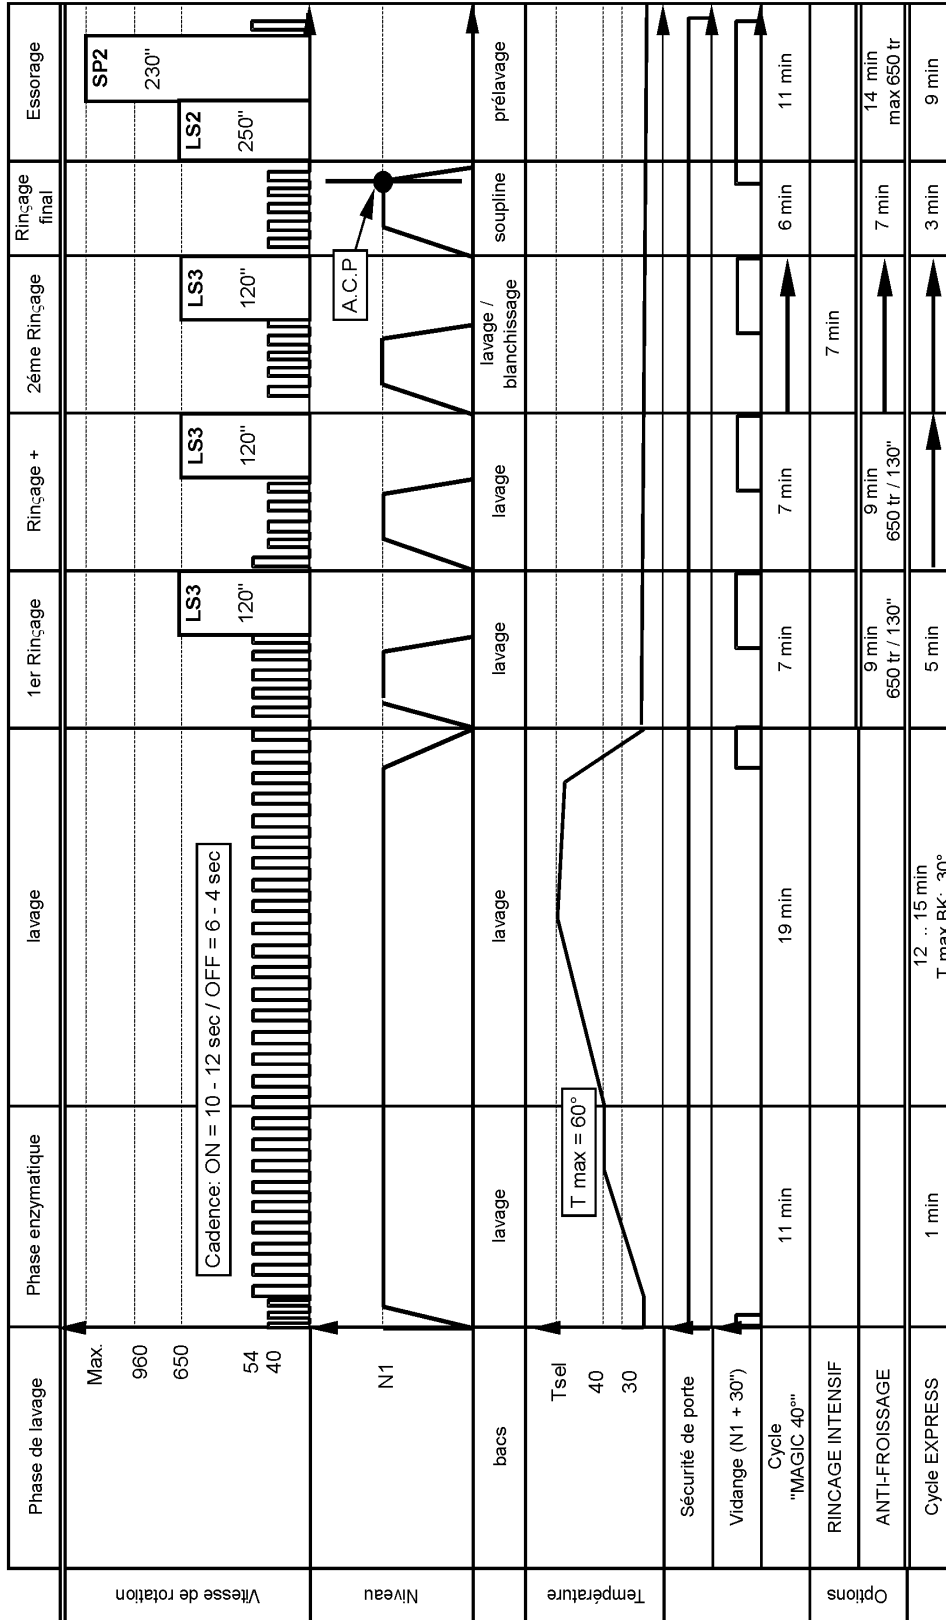 Phase de lavage
Phase enzymatique
lavage
1er Rinçage
Rinçage +
2éme Rinçage
Rinçage
final
Essorage
Vitesse de rotation
Max.
960
650
54
40
Cadence: ON = 10 - 12 sec / OFF = 6 - 4 sec
LS3
120"
LS3
120"
LS3
120"
LS2
250"
SP2
230"
Niveau
N1
A.C.P
bacs
lavage
lavage
lavage
lavage
lavage /
blanchissage
soupline
prélavage
Température
Tsel
40
30
T max = 60°
Sécurité de porte
Vidange (N1 + 30")
Options
Cycle
"MAGIC 40°"
11 min
19 min
7 min
7 min
6 min
11 min
RINCAGE INTENSIF
7 min
ANTI-FROISSAGE
9 min
650 tr / 130"
9 min
650 tr / 130"
7 min
14 min
max 650 tr
Cycle EXPRESS
1 min
12 .. 15 min
T max BK: 30°
5 min
3 min
9 min